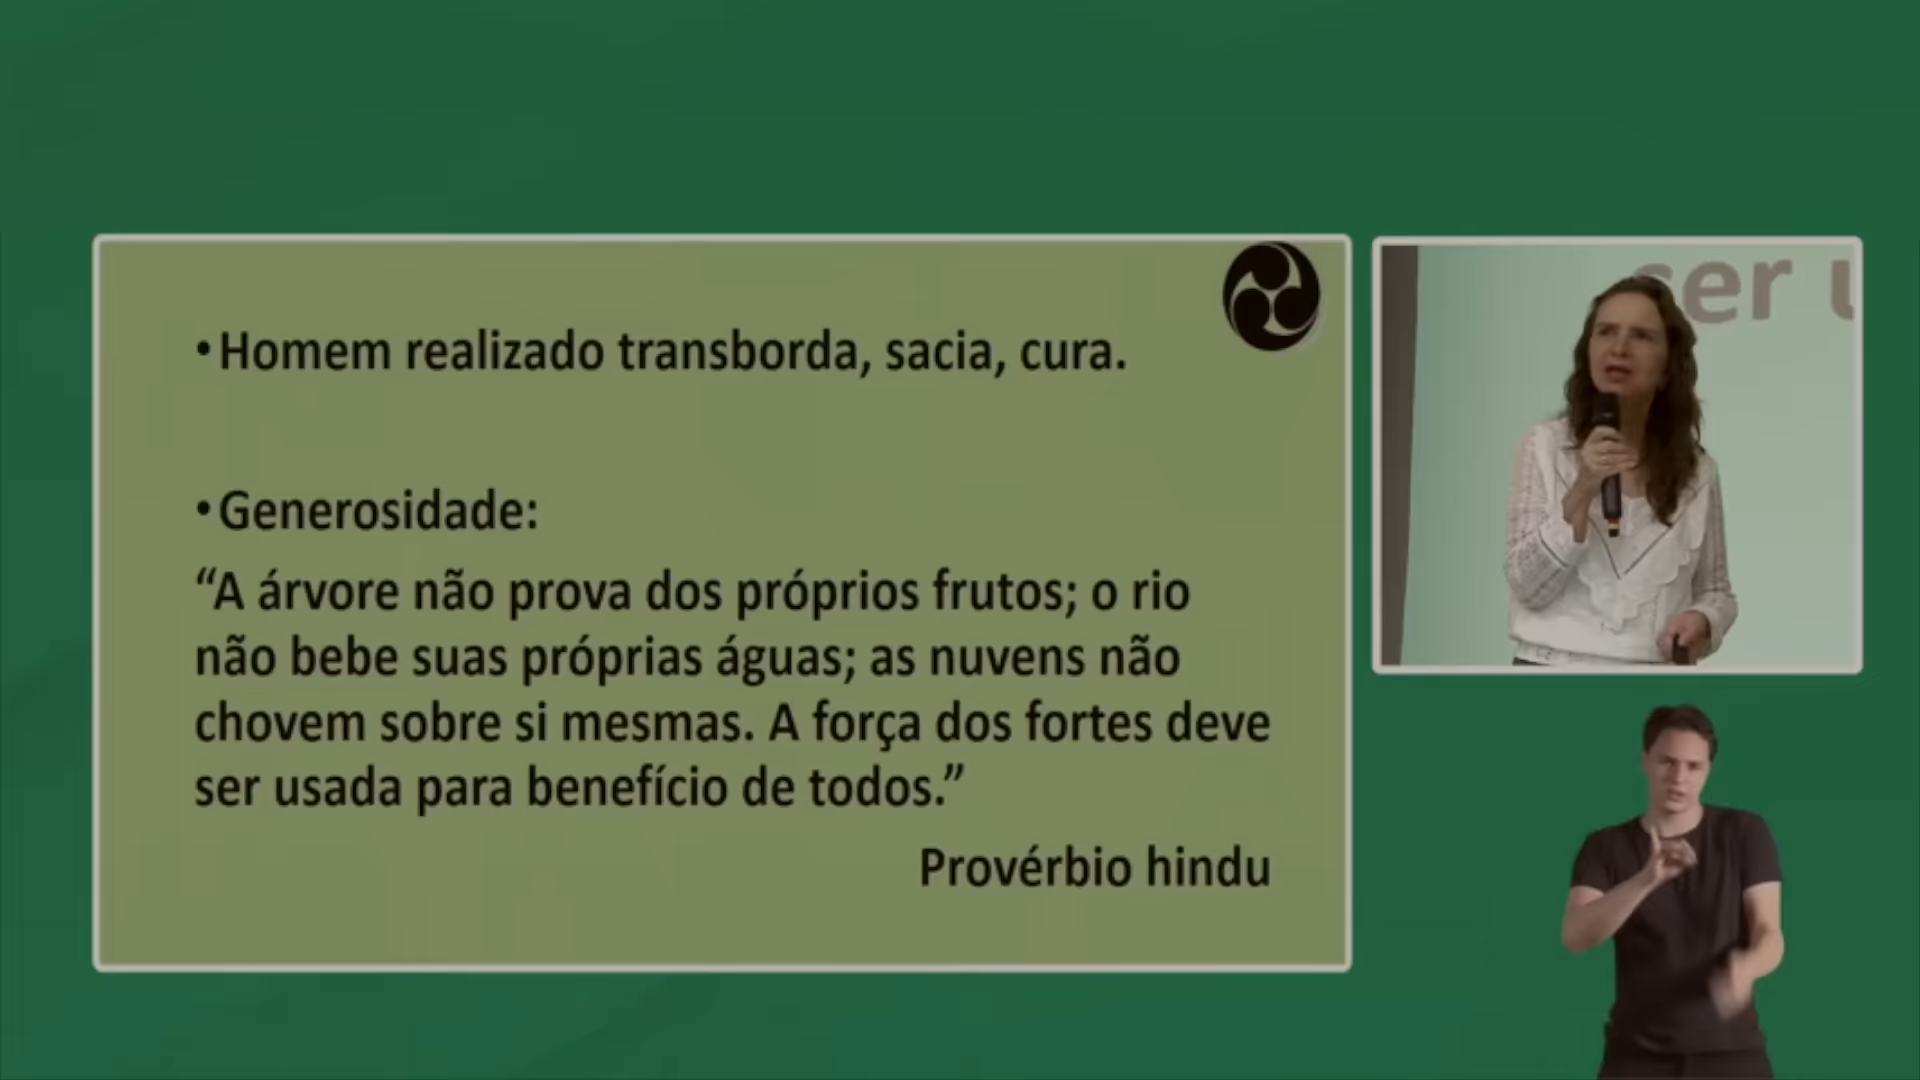 •Homem realizado transborda, sacia, cura.
•Generosidade:
“A árvore não prova dos próprios frutos; o rio
não bebe suas próprias águas; as nuvens não
chovem sobre si mesmas. A força dos fortes deve
ser usada para benefício de todos.”
Provérbio hindu
ser u